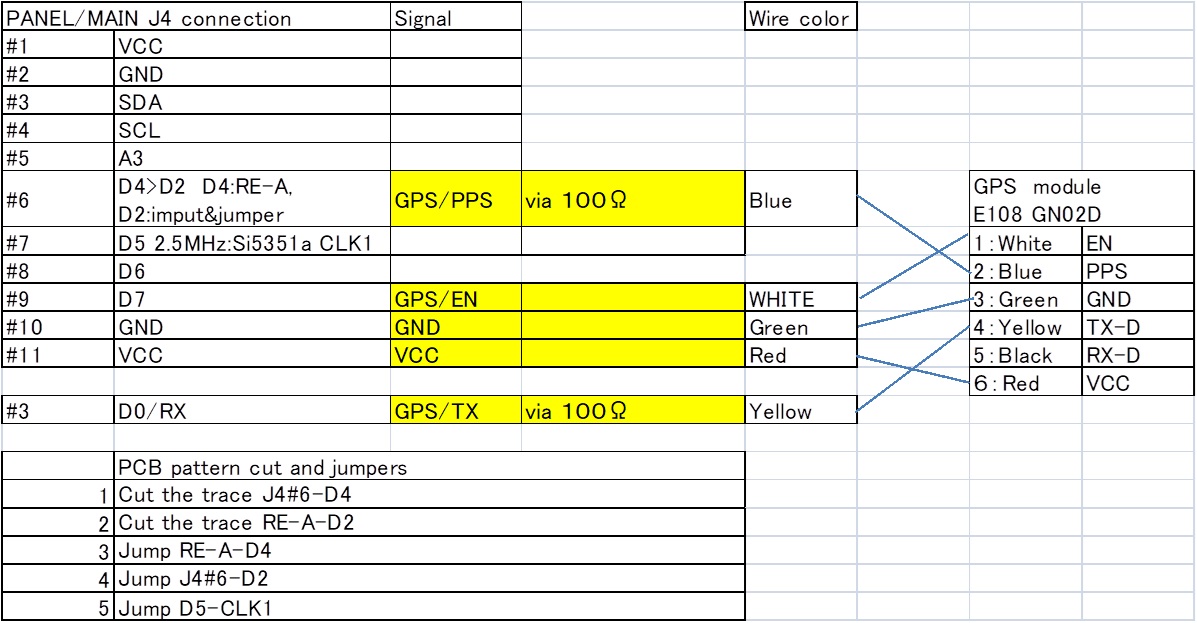 PANEL/MAIN J4 connection Signal Wire color
#1 VCC
#2 GND
#3 SDA
#4 SCL
#5 A3
#6 D4>D2 D4:RE-A, D2:imput&jumper GPS/PPS via 100Ω Blue
#7 D5 2.5MHz:Si5351a CLK1
#8 D6
#9 D7 GPS/EN WHITE
#10 GND GND Green
#11 VCC VCC Red
#3 D0/RX GPS/TX via 100Ω Yellow
GPS module
E108 GN02D
1:White EN
2:Blue PPS
3:Green GND
4:Yellow TX-D
5:Black RX-D
6:Red VCC
PCB pattern cut and jumpers
1 Cut the trace J4#6-D4
2 Cut the trace RE-A-D2
3 Jump RE-A-D4
4 Jump J4#6-D2
5 Jump D5-CLK1